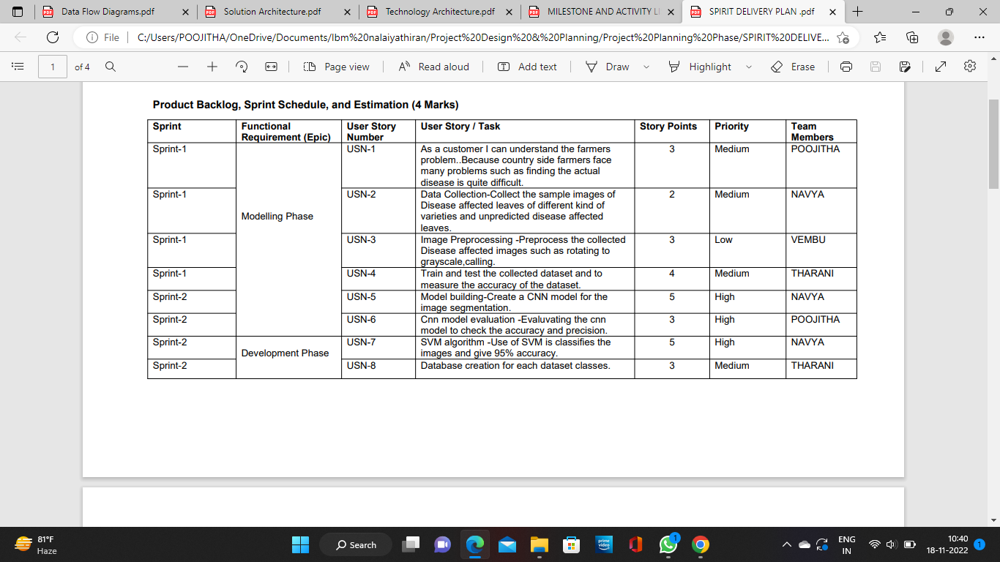 Data Flow Diagrams.pdf
Solution Architecture.pdf
Technology Architecture.pdf
MILESTONE AND ACTIVITY LI
SPIRIT DELIVERY PLAN .pdf
File
C:/Users/POOJITHA/OneDrive/Documents/Ibm%20nalaiyathiran/Project%20Design%20&%20Planning/Project%20Planning%20Phase/SPIRIT%20DELIVE...
1 of 4
Page view
Read aloud
Add text
Draw
Highlight
Erase
Product Backlog, Sprint Schedule, and Estimation (4 Marks)
Sprint
Functional
Requirement (Epic)
User Story
Number
User Story / Task
Story Points
Priority
Team
Members
Sprint-1
Modelling Phase
USN-1
As a customer I can understand the farmers
problem..Because country side farmers face
many problems such as finding the actual
disease is quite difficult.
3
Medium
POOJITHA
Sprint-1
USN-2
Data Collection-Collect the sample images of
Disease affected leaves of different kind of
varieties and unpredicted disease affected
leaves.
2
Medium
NAVYA
Sprint-1
USN-3
Image Preprocessing -Preprocess the collected
Disease affected images such as rotating to
grayscale,calling.
3
Low
VEMBU
Sprint-1
USN-4
Train and test the collected dataset and to
measure the accuracy of the dataset.
4
Medium
THARANI
Sprint-2
USN-5
Model building-Create a CNN model for the
image segmentation.
5
High
NAVYA
Sprint-2
USN-6
Cnn model evaluation -Evaluvating the cnn
model to check the accuracy and precision.
3
High
POOJITHA
Sprint-2
Development Phase
USN-7
SVM algorithm -Use of SVM is classifies the
images and give 95% accuracy.
5
High
NAVYA
Sprint-2
USN-8
Database creation for each dataset classes.
3
Medium
THARANI
81°F
Haze
Search
prime
video
1
ENG
IN
10:40
18-11-2022
1